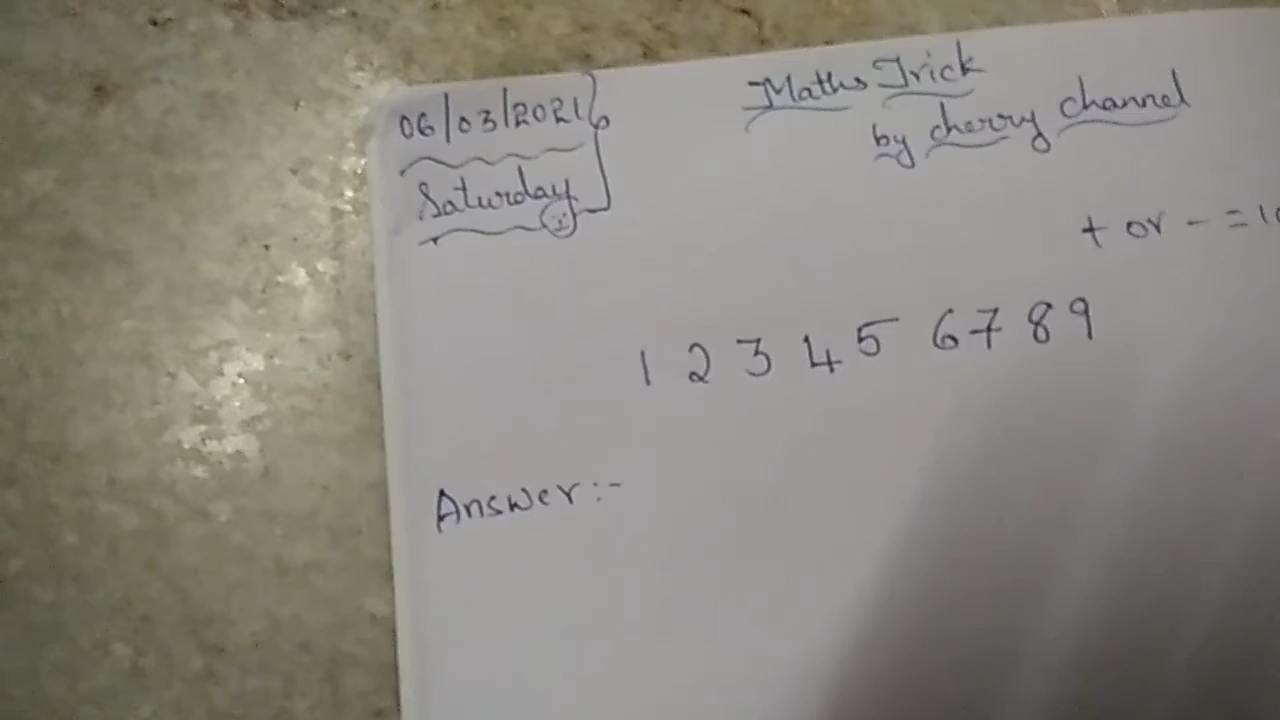 06/03/2021
Saturday
Maths Trick
by cherry channel
+ or - =
1 2 3 4 5 6 7 8 9
Answer:-